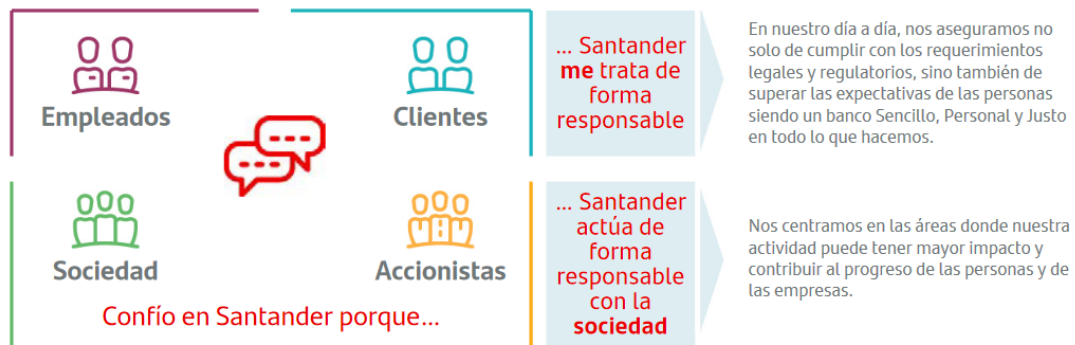 Empleados
Clientes
Sociedad
Accionistas
Confío en Santander porque...
... Santander
me trata de
forma
responsable
En nuestro día a día, nos aseguramos no
solo de cumplir con los requerimientos
legales y regulatorios, sino también de
superar las expectativas de las personas
siendo un banco Sencillo, Personal y Justo
en todo lo que hacemos.
... Santander
actúa de
forma
responsable
con la
sociedad
Nos centramos en las áreas donde nuestra
actividad puede tener mayor impacto y
contribuir al progreso de las personas y de
las empresas.